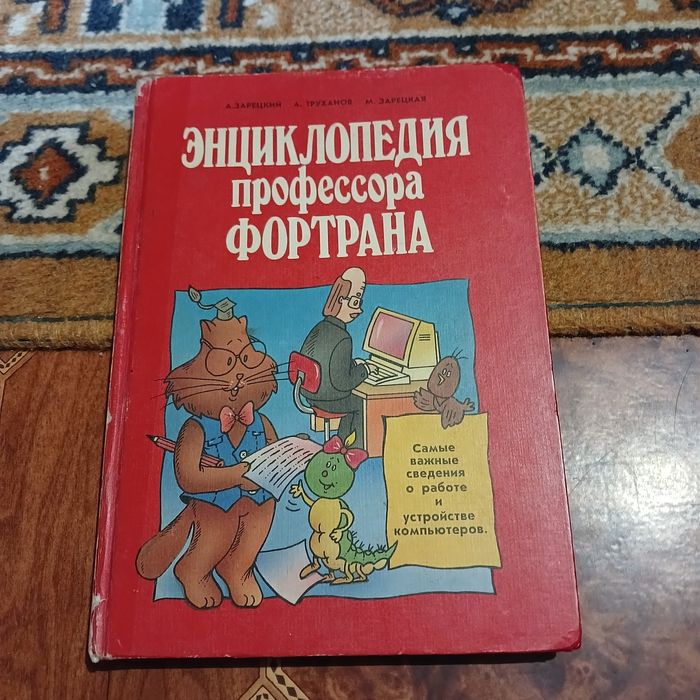 А.ЗАРЕЦКИЙ А. ТРУХАНОВ М. ЗАРЕЦКАЯ
ЭНЦИКЛОПЕДИЯ
профессора
ФОРТРАНА
Самые
важные
сведения
о работе
и
устройстве
компьютеров.